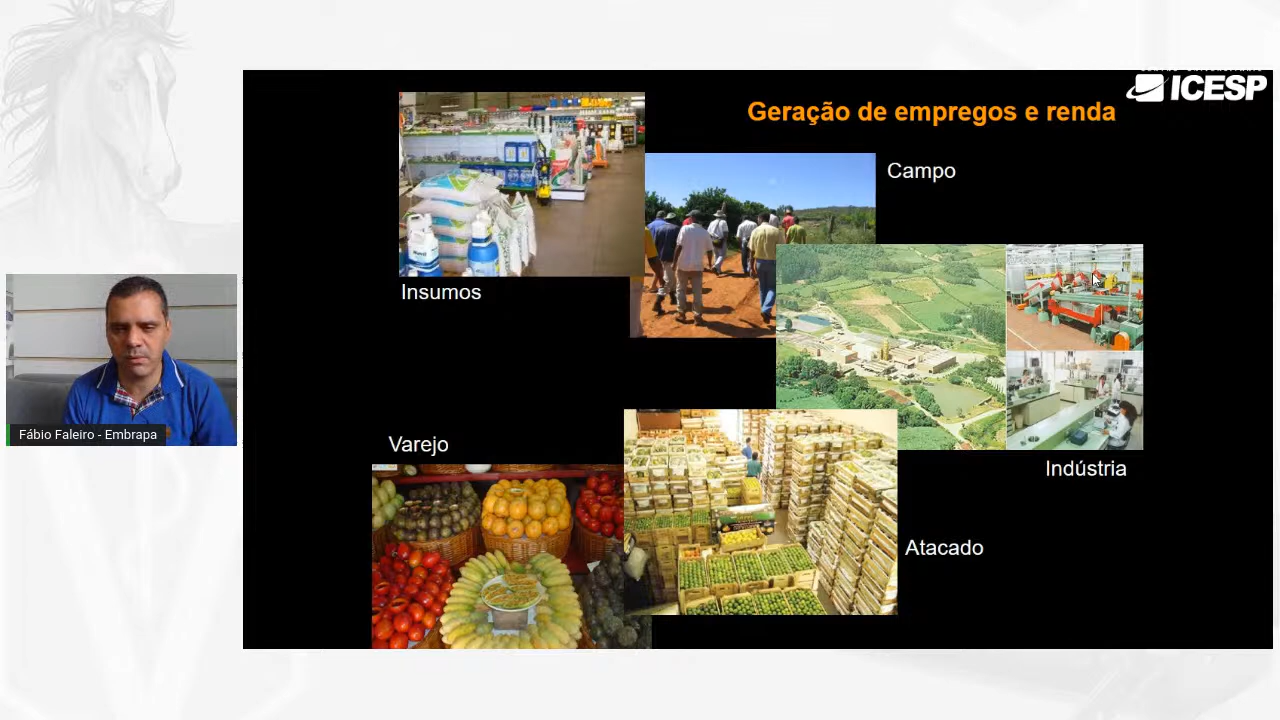 ICESP
Geração de empregos e renda
Campo
Insumos
Fábio Faleiro - Embrapa
Varejo
Indústria
Atacado